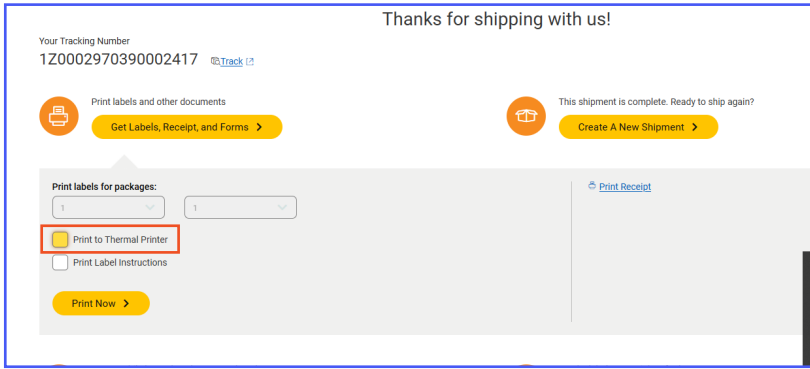 Thanks for shipping with us!
Your Tracking Number
1Z0002970390002417 Track
Print labels and other documents
Get Labels, Receipt, and Forms
This shipment is complete. Ready to ship again?
Create A New Shipment
Print labels for packages:
1 1
Print to Thermal Printer
Print Label Instructions
Print Now
Print Receipt